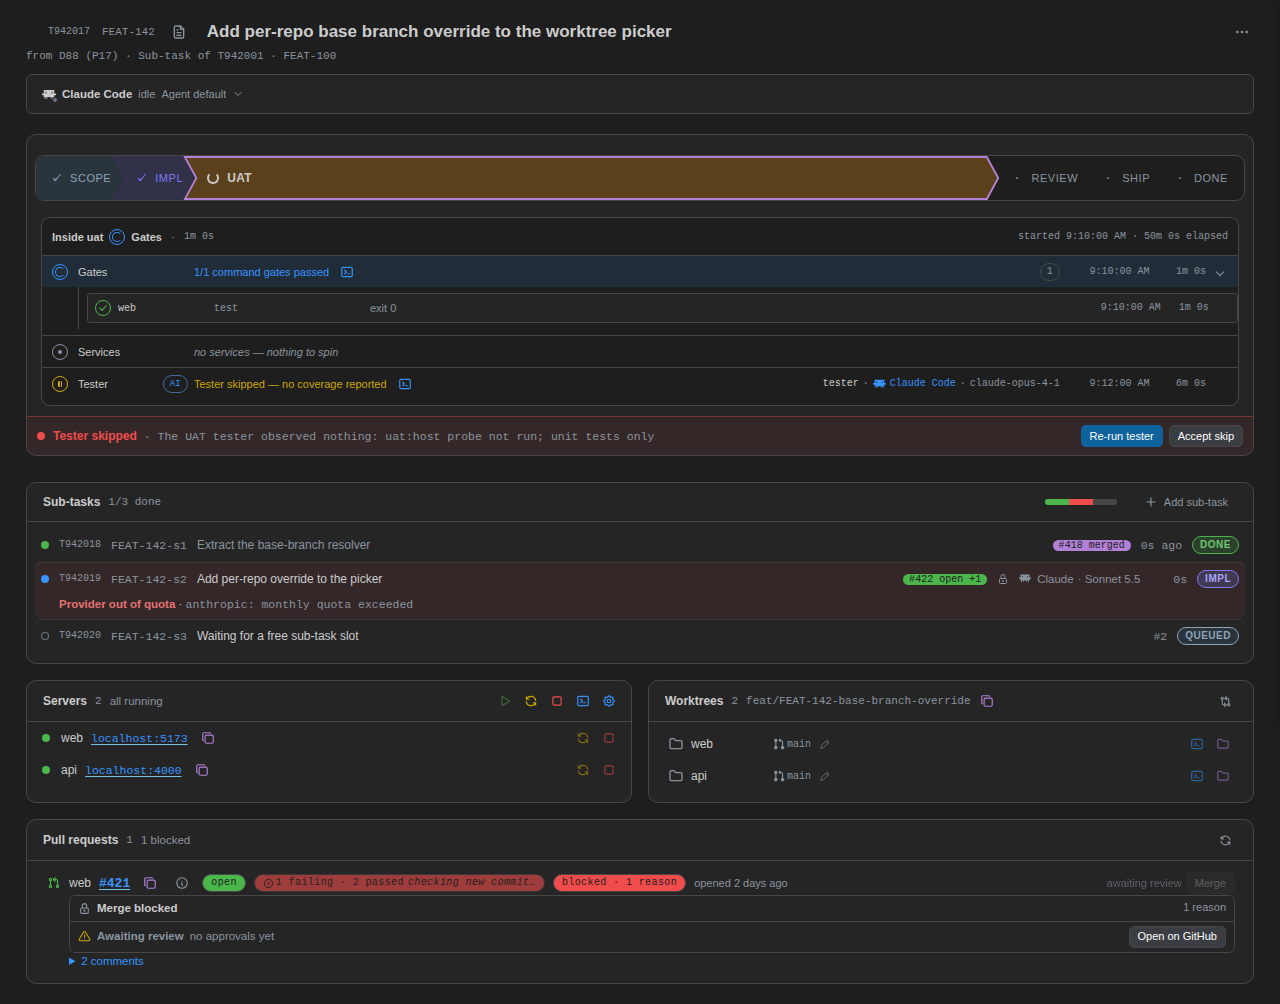 T942017 FEAT-142 Add per-repo base branch override to the worktree picker
from D88 (P17) · Sub-task of T942001 · FEAT-100
Claude Code idle Agent default
SCOPE IMPL UAT REVIEW SHIP DONE
Inside uat Gates · 1m 0s started 9:10:00 AM · 50m 0s elapsed
Gates 1/1 command gates passed 1 9:10:00 AM 1m 0s
web test exit 0 9:10:00 AM 1m 0s
Services no services — nothing to spin
Tester AI Tester skipped — no coverage reported tester · Claude Code · claude-opus-4-1 9:12:00 AM 6m 0s
Tester skipped · The UAT tester observed nothing: uat:host probe not run; unit tests only Re-run tester Accept skip
Sub-tasks 1/3 done Add sub-task
T942018 FEAT-142-s1 Extract the base-branch resolver #418 merged 0s ago DONE
T942019 FEAT-142-s2 Add per-repo override to the picker #422 open +1 Claude · Sonnet 5.5 0s IMPL
Provider out of quota · anthropic: monthly quota exceeded
T942020 FEAT-142-s3 Waiting for a free sub-task slot #2 QUEUED
Servers 2 all running
web localhost:5173
api localhost:4000
Worktrees 2 feat/FEAT-142-base-branch-override
web main
api main
Pull requests 1 1 blocked
web #421 open 1 failing · 2 passed checking new commit… blocked · 1 reason opened 2 days ago awaiting review Merge
Merge blocked 1 reason
Awaiting review no approvals yet Open on GitHub
2 comments